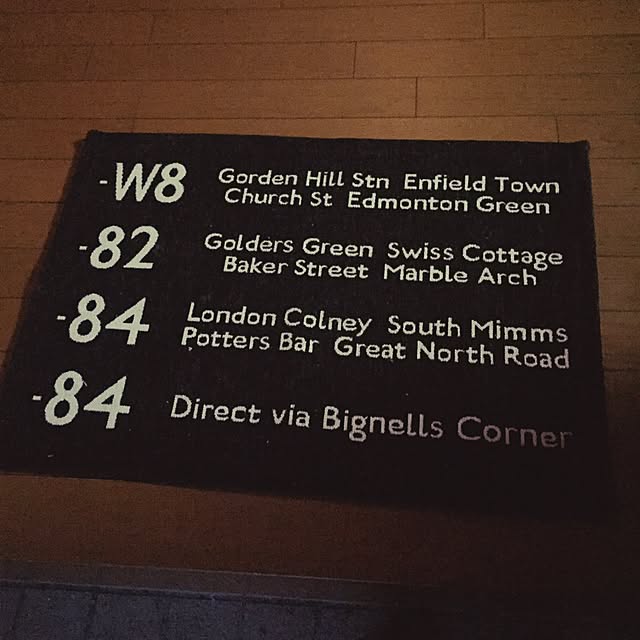 -W8 Gorden Hill Stn Enfield Town
Church St Edmonton Green
-82 Golders Green Swiss Cottage
Baker Street Marble Arch
-84 London Colney South Mimms
Potters Bar Great North Road
-84 Direct via Bignells Corner